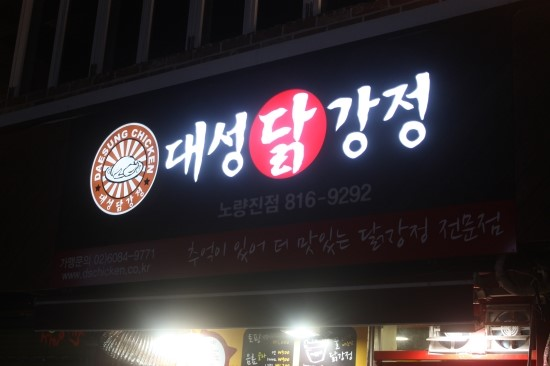 DAESUNG CHICKEN
대성닭강정
대성닭강정
노량진점 816-9292
추억이 있어 더 맛있는 닭강정 전문점
가맹문의 02)6084-9771
www.dschicken.co.kr
닭강정